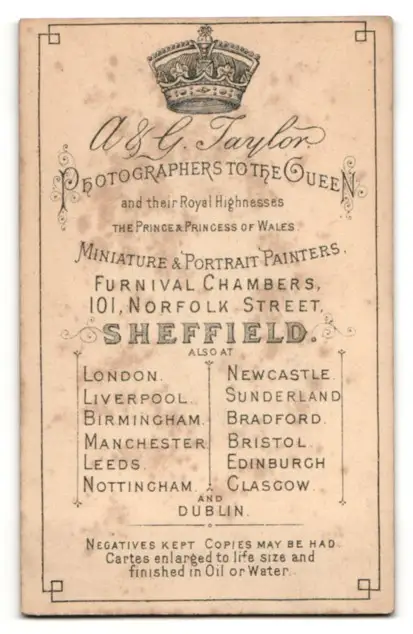 A & G. Taylor
PHOTOGRAPHERS TO THE QUEEN
and their Royal Highnesses
THE PRINCE & PRINCESS OF WALES.
MINIATURE & PORTRAIT PAINTERS.
FURNIVAL CHAMBERS,
101, NORFOLK STREET,
SHEFFIELD.
ALSO AT
LONDON. NEWCASTLE.
LIVERPOOL. SUNDERLAND
BIRMINGHAM. BRADFORD.
MANCHESTER. BRISTOL.
LEEDS. EDINBURGH
NOTTINGHAM. GLASGOW.
AND
DUBLIN.
NEGATIVES KEPT COPIES MAY BE HAD
Cartes enlarged to life size and
finished in Oil or Water.